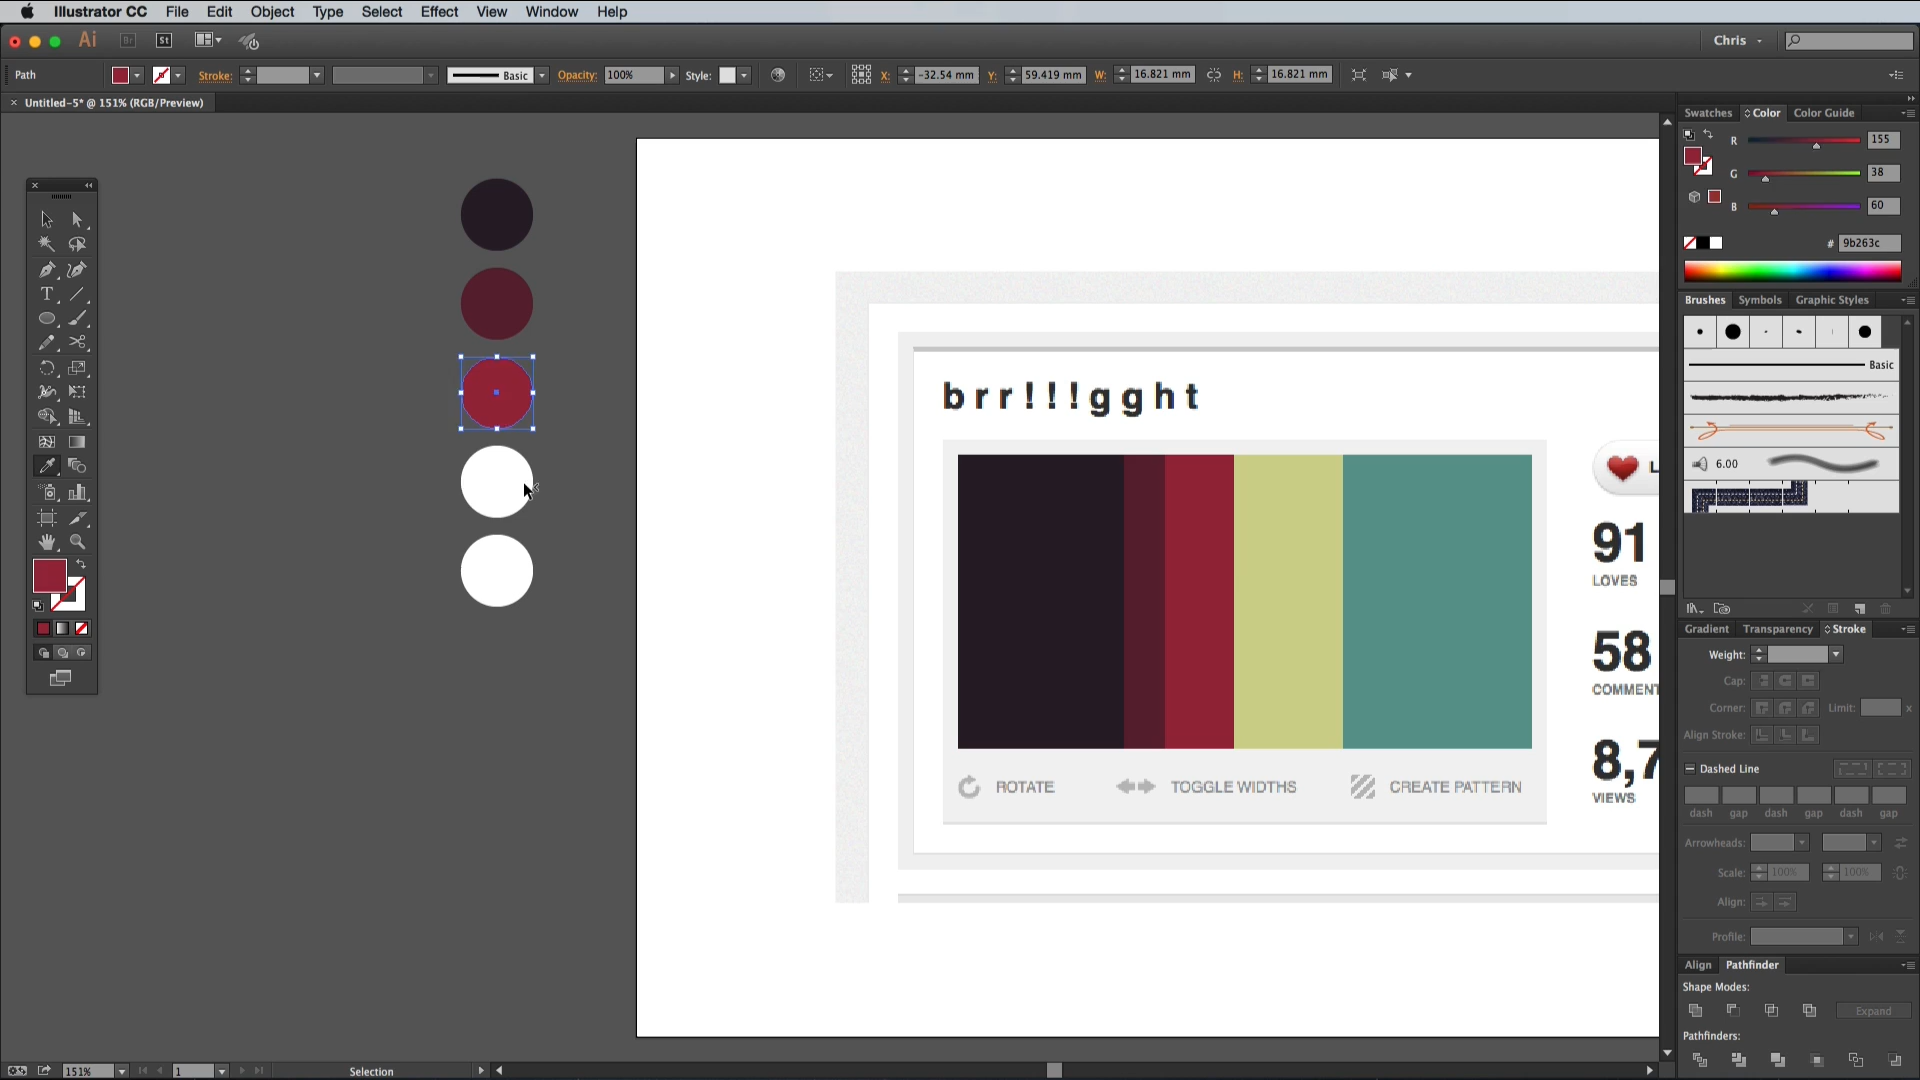 Illustrator CC File Edit Object Type Select Effect View Window Help
Ai Br St Chris
Path Stroke: Basic Opacity: 100% Style: X: -32.54 mm Y: 59.419 mm W: 16.821 mm H: 16.821 mm
× Untitled-5* @ 151% (RGB/Preview)
Swatches Color Color Guide
R 155
G 38
B 60
# 9b263c
Brushes Symbols Graphic Styles
Basic
6.00
brr!!!gght
L
91
LOVES
58
COMMENT
8,7
VIEWS
ROTATE TOGGLE WIDTHS CREATE PATTERN
Gradient Transparency Stroke
Weight:
Cap:
Corner: Limit: x
Align Stroke:
Dashed Line
dash gap dash gap dash gap
Arrowheads:
Scale: 100% 100%
Align:
Profile:
Align Pathfinder
Shape Modes:
Expand
Pathfinders:
151% 1 Selection